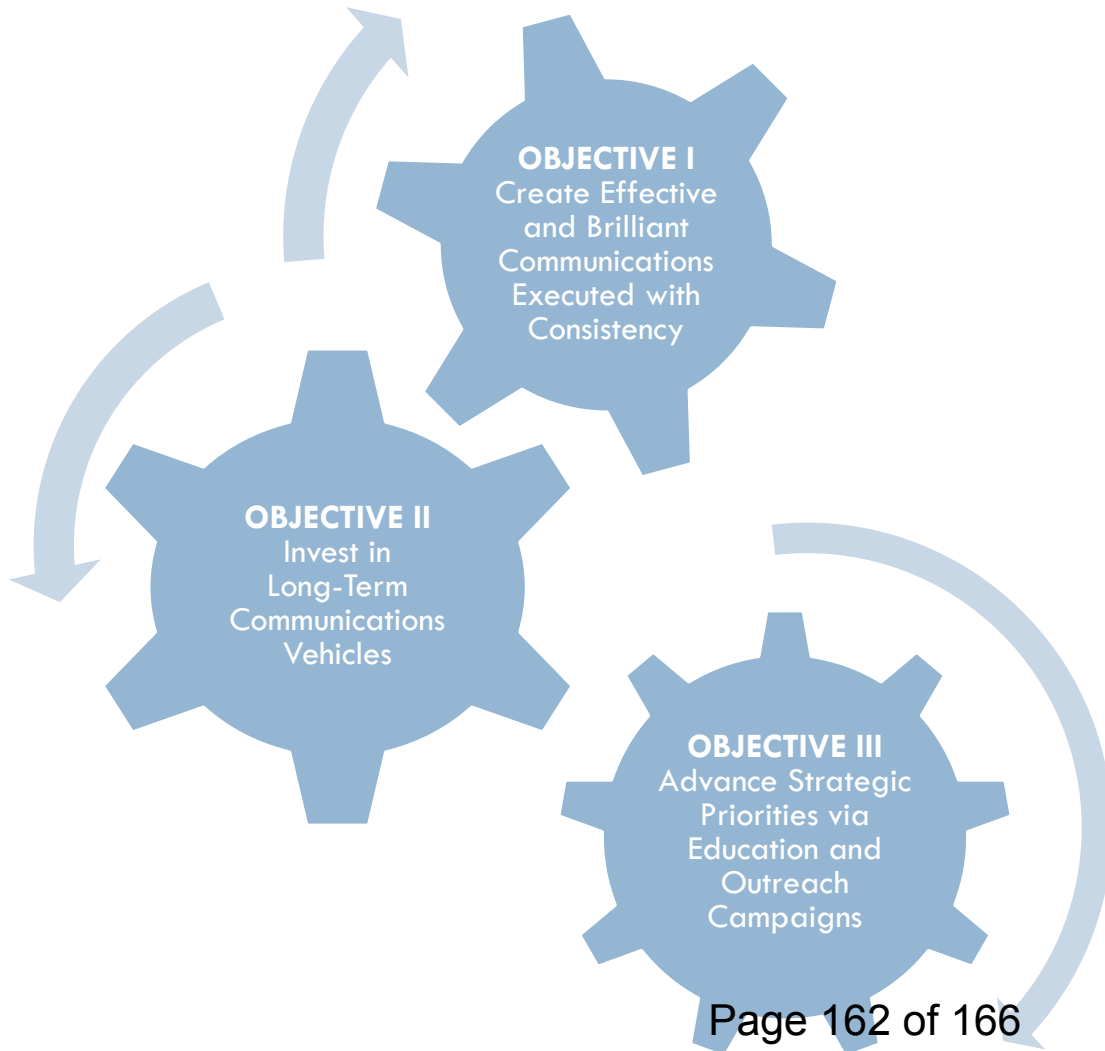 OBJECTIVE I
Create Effective
and Brilliant
Communications
Executed with
Consistency
OBJECTIVE II
Invest in
Long-Term
Communications
Vehicles
OBJECTIVE III
Advance Strategic
Priorities via
Education and
Outreach
Campaigns
Page 162 of 166